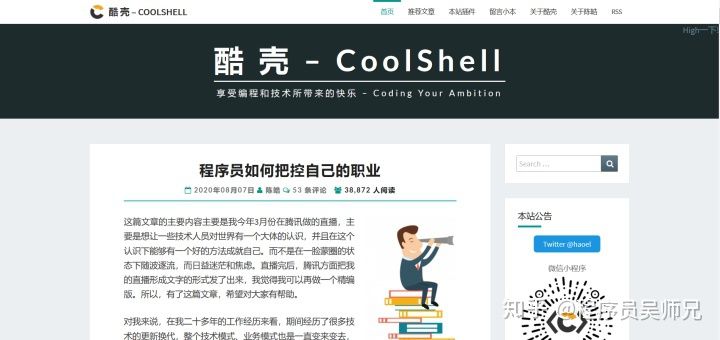 酷 壳 – COOLSHELL
首页 推荐文章 本站插件 留言小本 关于酷壳 关于陈皓 RSS
High一下!
酷 壳 – CoolShell
享受编程和技术所带来的快乐 – Coding Your Ambition
程序员如何把控自己的职业
2020年08月07日 陈皓 53 条评论 38,872 人阅读
这篇文章的主要内容主要是我今年3月份在腾讯做的直播，主
要是想让一些技术人员对世界有一个大体的认识，并且在这个
认识下能够有一个好的方法成就自己。而不是在一脸蒙圈的状
态下随波逐流，而日益迷茫和焦虑。直播完后，腾讯方面把我
的直播形成文字的形式发了出来，我觉得我可以再做一个精编
版。所以，有了这篇文章，希望对大家有帮助。
对我来说，在我二十多年的工作经历来看，期间经历了很多技
术的更新换代，整个技术模式、业务模式也是一直变来变去，
Search …
本站公告
Twitter @haoel
微信小程序
知乎 @程序员吴师兄